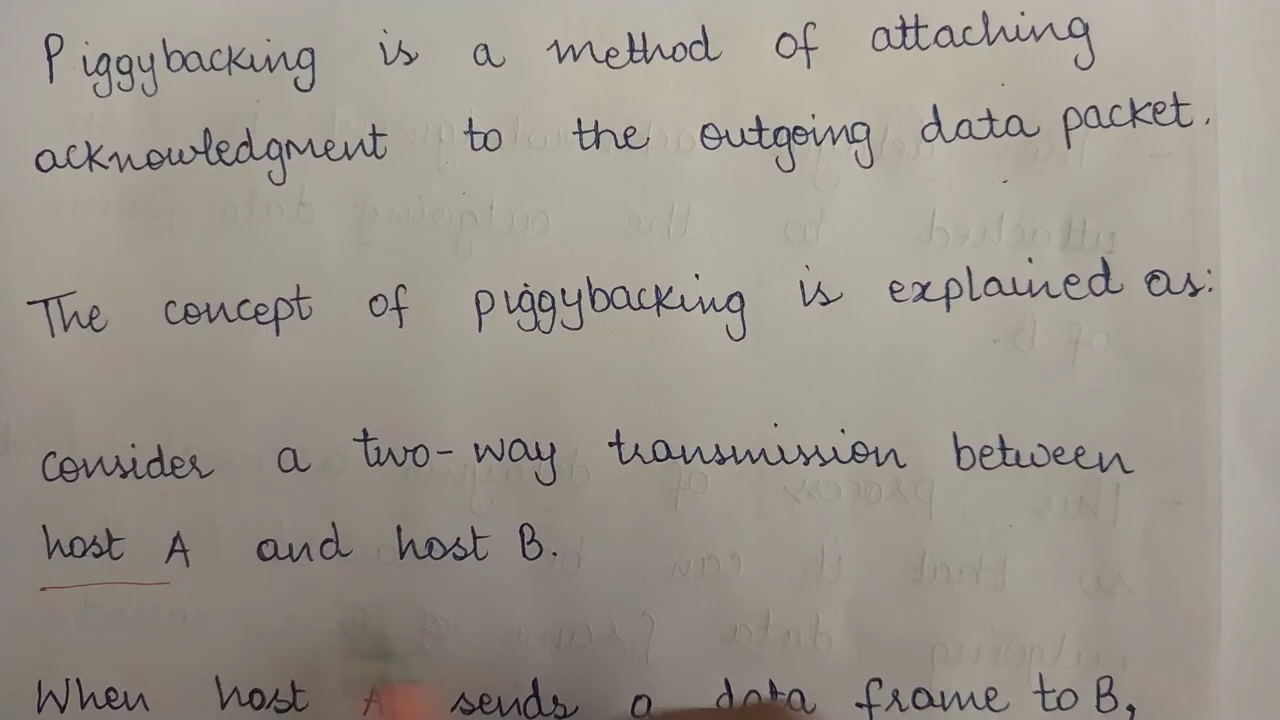 Piggybacking is a method of attaching
acknowledgment to the outgoing data packet.
The concept of piggybacking is explained as:
consider a two-way transmission between
host A and host B.
When host A sends a data frame to B,